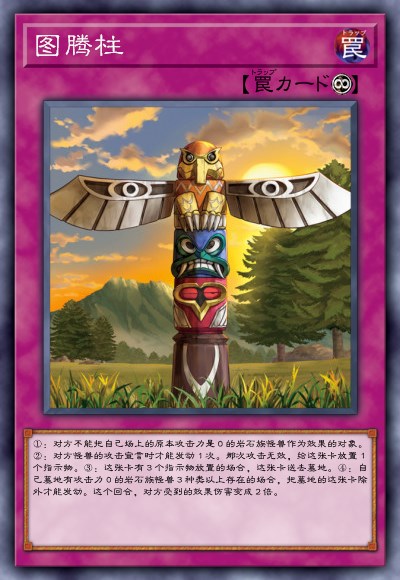 图腾柱
トラップ
罠
トラップ
【罠カード】
①：对方不能把自己场上的原本攻击力是０的岩石族怪兽作为效果的对象。
②：对方怪兽的攻击宣言时才能发动１次。那次攻击无效，给这张卡放置１
个指示物。③：这张卡有３个指示物放置的场合，这张卡送去墓地。④：自
己墓地有攻击力０的岩石族怪兽３种类以上存在的场合，把墓地的这张卡除
外才能发动。这个回合，对方受到的效果伤害变成２倍。